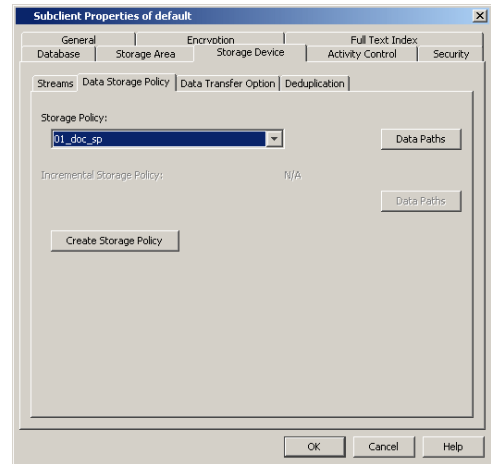 Subclient Properties of default
General Encryption Full Text Index
Database Storage Area Storage Device Activity Control Security
Streams Data Storage Policy Data Transfer Option Deduplication
Storage Policy:
01_doc_sp Data Paths
Incremental Storage Policy: N/A
Data Paths
Create Storage Policy
OK Cancel Help